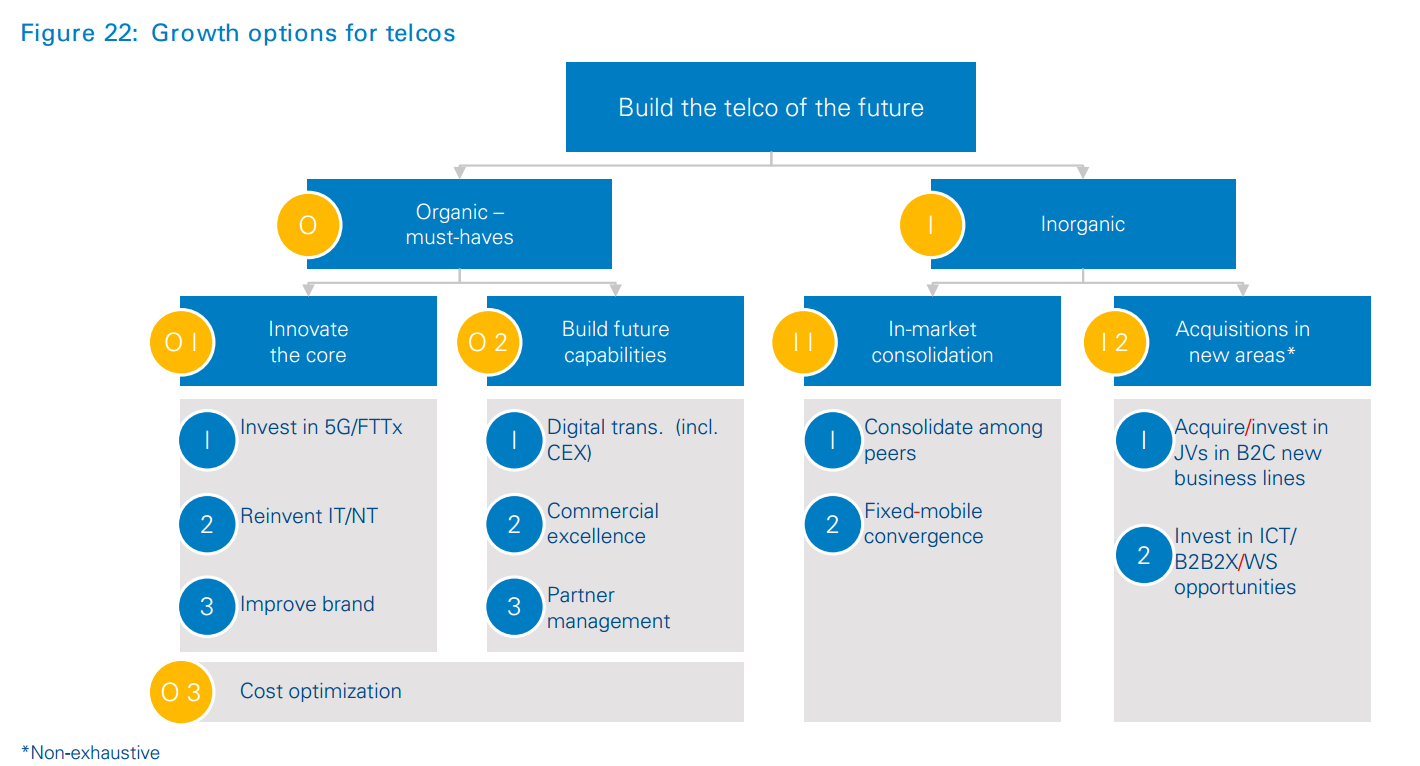 Figure 22: Growth options for telcos
Build the telco of the future
O
Organic –
must-haves
I
Inorganic
O 1
Innovate
the core
O 2
Build future
capabilities
I 1
In-market
consolidation
I 2
Acquisitions in
new areas*
1
Invest in 5G/FTTx
2
Reinvent IT/NT
3
Improve brand
1
Digital trans. (incl.
CEX)
2
Commercial
excellence
3
Partner
management
1
Consolidate among
peers
2
Fixed-mobile
convergence
1
Acquire/invest in
JVs in B2C new
business lines
2
Invest in ICT/
B2B2X/WS
opportunities
O 3
Cost optimization
*Non-exhaustive